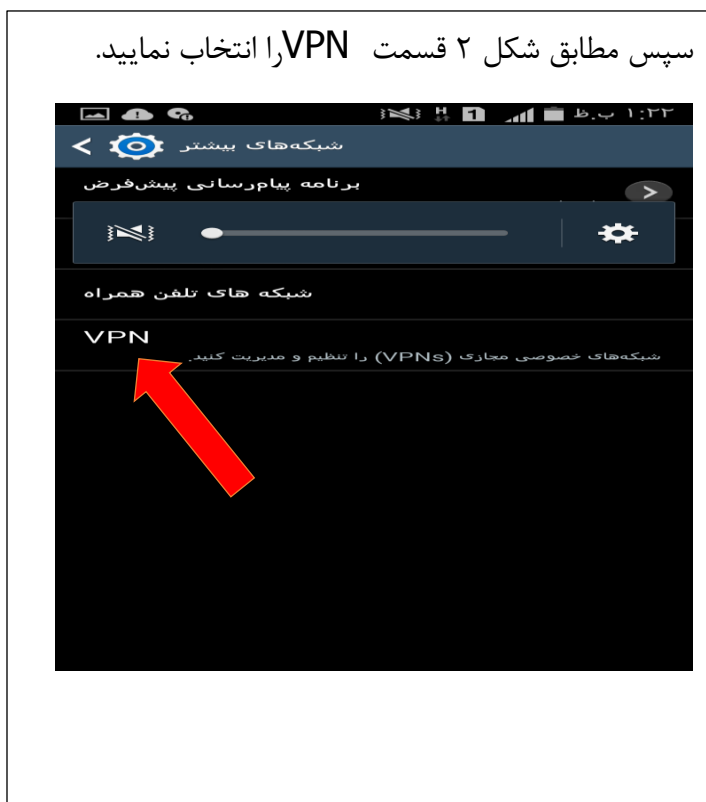 سپس مطابق شکل ۲ قسمت VPN را انتخاب نمایید.
۱:۲۲ ب.ظ 1 H
شبکه‌های بیشتر
برنامه پیام‌رسانی پیش‌فرض
شبکه های تلفن همراه
VPN
شبکه‌های خصوصی مجازی (VPNs) را تنظیم و مدیریت کنید.